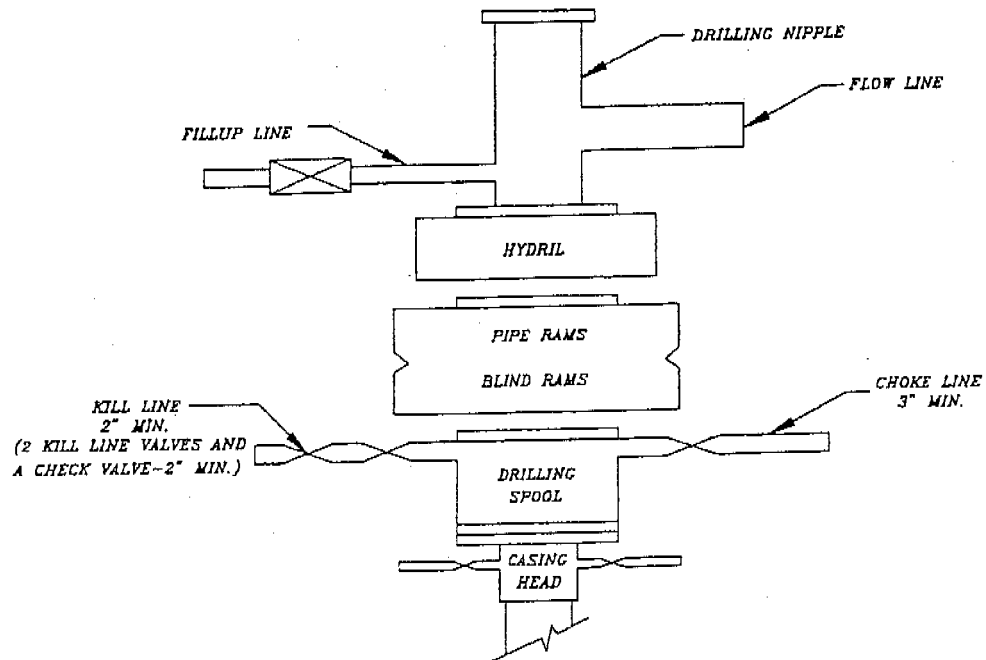 DRILLING NIPPLE
FLOW LINE
FILLUP LINE
HYDRIL
PIPE RAMS
BLIND RAMS
CHOKE LINE
3" MIN.
KILL LINE
2" MIN.
(2 KILL LINE VALVES AND
A CHECK VALVE-2" MIN.)
DRILLING
SPOOL
CASING
HEAD